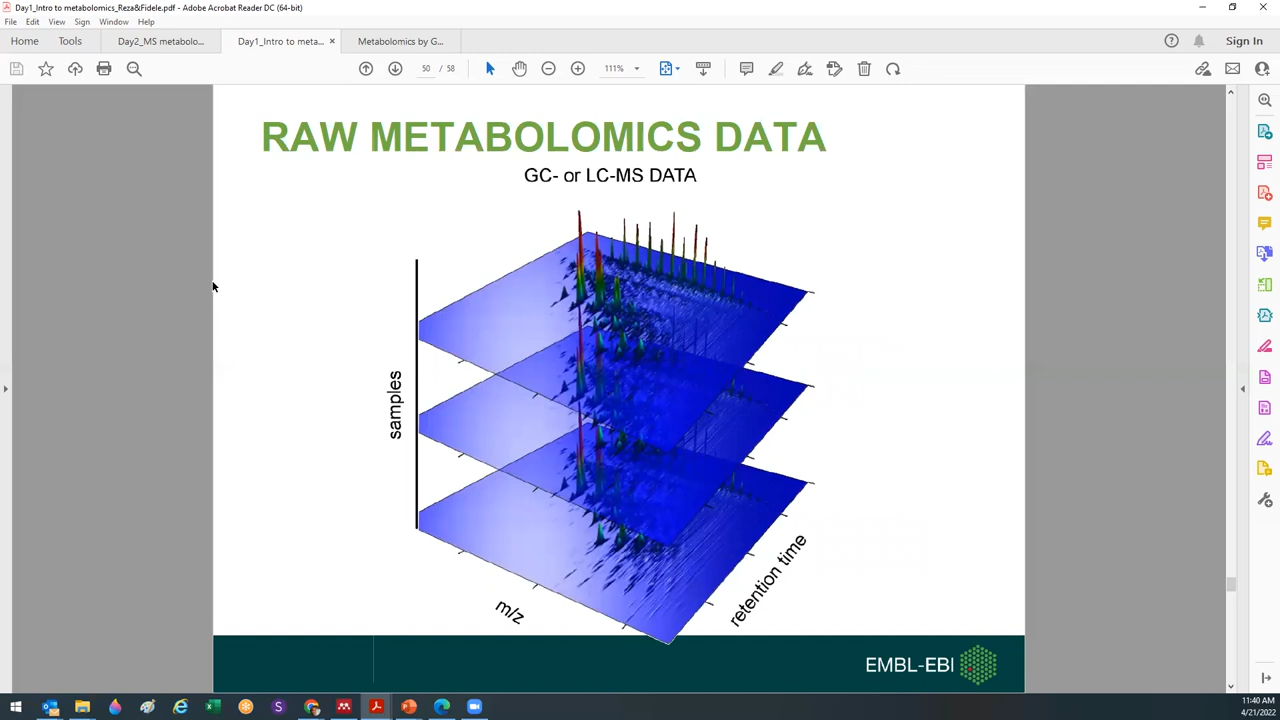 Day1_Intro to metabolomics_Reza&Fidele.pdf - Adobe Acrobat Reader DC (64-bit)
File Edit View Sign Window Help
Home Tools Day2_MS metabolo... Day1_Intro to meta... × Metabolomics by G... Sign In
50 / 58 111%
RAW METABOLOMICS DATA
GC- or LC-MS DATA
samples
m/z
retention time
EMBL-EBI
11:40 AM
4/21/2022